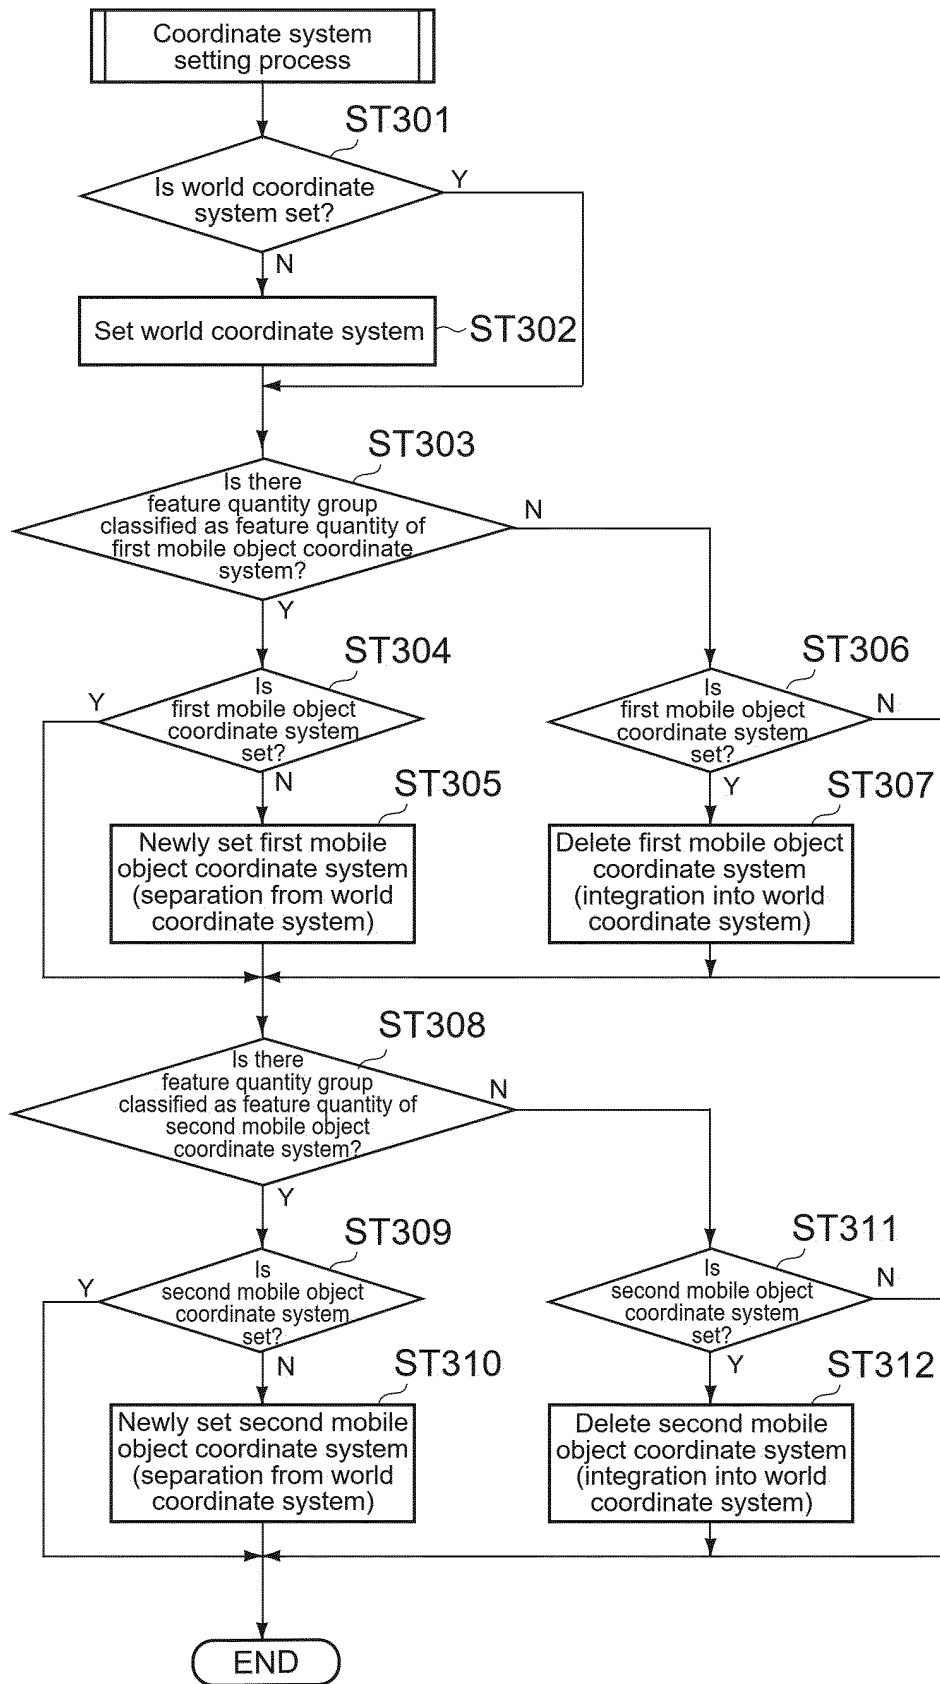 Coordinate system
setting process
ST301
Is world coordinate
system set?
Y
N
Set world coordinate system
ST302
ST303
Is there
feature quantity group
classified as feature quantity of
first mobile object coordinate
system?
N
Y
ST304
Is
first mobile object
coordinate system
set?
Y
N
ST306
Is
first mobile object
coordinate system
set?
N
Y
ST305
Newly set first mobile
object coordinate system
(separation from world
coordinate system)
ST307
Delete first mobile object
coordinate system
(integration into world
coordinate system)
ST308
Is there
feature quantity group
classified as feature quantity of
second mobile object
coordinate system?
N
Y
ST309
Is
second mobile object
coordinate system
set?
Y
N
ST311
Is
second mobile object
coordinate system
set?
N
Y
ST310
Newly set second mobile
object coordinate system
(separation from world
coordinate system)
ST312
Delete second mobile
object coordinate system
(integration into world
coordinate system)
END